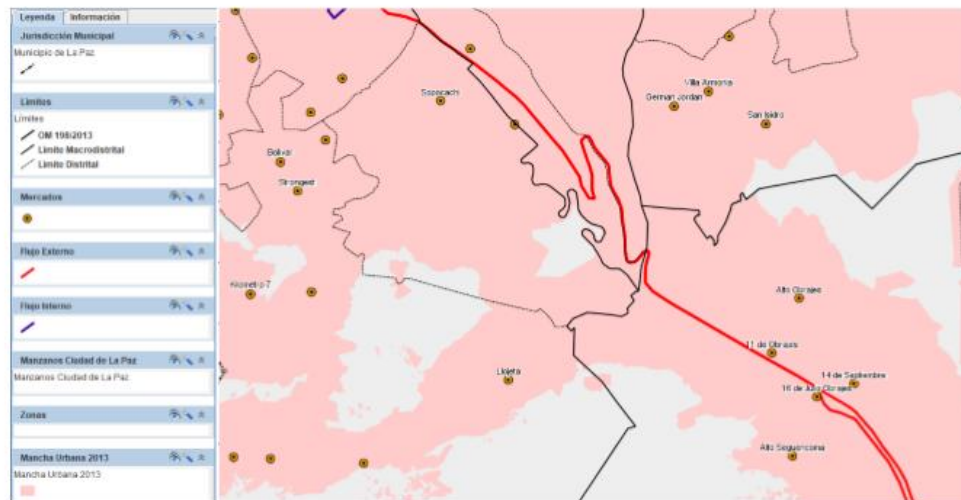 Leyenda
Información
Jurisdicción Municipal
Municipio de La Paz
Límites
Límites
OM 198/2013
Límite Macrodistrital
Límite Distrital
Mercados
Flujo Externo
Flujo Interno
Manzanos Ciudad de La Paz
Manzanos Ciudad de La Paz
Zonas
Mancha Urbana 2013
Mancha Urbana 2013
Sopocachi
Villa Armonia
German Jordan
San Isidro
Bolivar
Strongest
Alto Obrajes
11 de Obrajes
14 de Septiembre
16 de Julio Obrajes
Llojeta
Alto Seguencoma